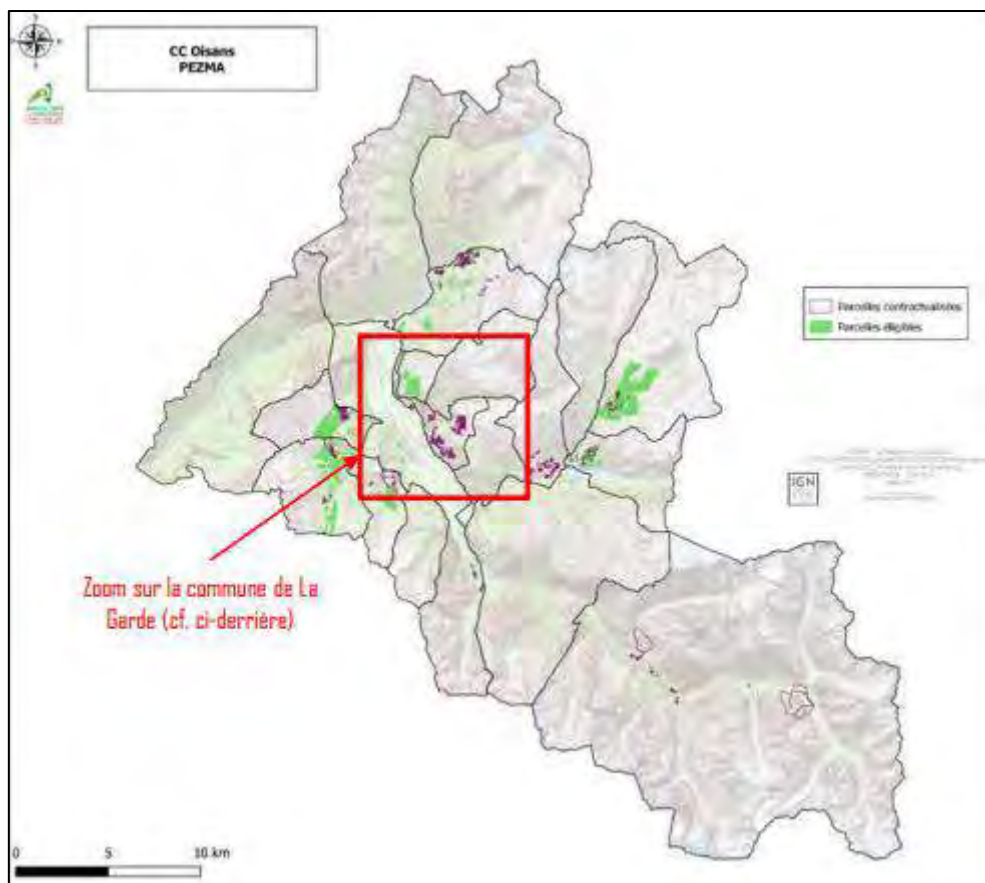 CC Oisans
PEZMA
Parcelles contractualisées
Parcelles éligibles
IGN
Zoom sur la commune de La
Garde (cf. ci-derrière)
0 5 10 km